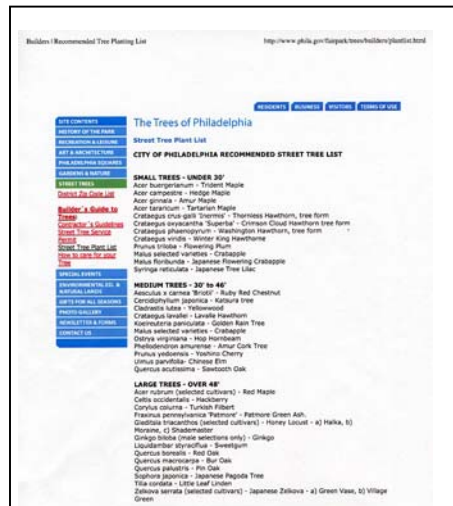 Builders | Recommended Tree Planting List
http://www.phila.gov/fairpark/trees/builders/plantlist.html
RESIDENTS BUSINESS VISITORS TERMS OF USE
SITE CONTENTS
HISTORY OF THE PARK
RECREATION & LEISURE
ART & ARCHITECTURE
PHILADELPHIA SQUARES
GARDENS & NATURE
STREET TREES
District Zip Code List
Builder's Guide to
Trees:
Contractor's Guidelines
Street Tree Service
Permit
Street Tree Plant List
How to care for your
Tree
SPECIAL EVENTS
ENVIRONMENTAL ED. &
NATURAL LANDS
GIFTS FOR ALL SEASONS
PHOTO GALLERY
NEWSLETTER & FORMS
CONTACT US
The Trees of Philadelphia
Street Tree Plant List
CITY OF PHILADELPHIA RECOMMENDED STREET TREE LIST
SMALL TREES - UNDER 30'
Acer buergerianum - Trident Maple
Acer campestre - Hedge Maple
Acer ginnala - Amur Maple
Acer tararicum - Tartarian Maple
Crataegus crus-galli 'Inermis' - Thornless Hawthorn, tree form
Crataegus oxyacantha 'Superba' - Crimson Cloud Hawthorn tree form
Crataegus phaenopyrum - Washington Hawthorn, tree form
Crataegus viridis - Winter King Hawthorne
Prunus triloba - Flowering Plum
Malus selected varieties - Crabapple
Malus floribunda - Japanese Flowering Crabapple
Syringa reticulata - Japanese Tree Lilac
MEDIUM TREES - 30' to 46'
Aesculus x carnea 'Briotii' - Ruby Red Chestnut
Cercidiphyllum japonica - Katsura tree
Cladrastis lutea - Yellowwood
Crataegus lavallei - Lavalle Hawthorn
Koelreuteria paniculata - Golden Rain Tree
Malus selected varieties - Crabapple
Ostrya virginiana - Hop Hornbeam
Phellodendron amurense - Amur Cork Tree
Prunus yedoensis - Yoshino Cherry
Ulmus parvifolia- Chinese Elm
Quercus acutissima - Sawtooth Oak
LARGE TREES - OVER 48'
Acer rubrum (selected cultivars) - Red Maple
Celtis occidentalis - Hackberry
Corylus colurna - Turkish Filbert
Fraxinus pennsylvanica 'Patmore' - Patmore Green Ash.
Gleditsia triacanthos (selected cultivars) - Honey Locust - a) Halka, b)
Moraine, c) Shademaster
Ginkgo biloba (male selections only) - Ginkgo
Liquidambar styraciflua - Sweetgum
Quercus borealis - Red Oak
Quercus macrocarpa - Bur Oak
Quercus palustris - Pin Oak
Sophora japonica - Japanese Pagoda Tree
Tilia cordata - Little Leaf Linden
Zelkova serrata (selected cultivars) - Japanese Zelkova - a) Green Vase, b) Village
Green